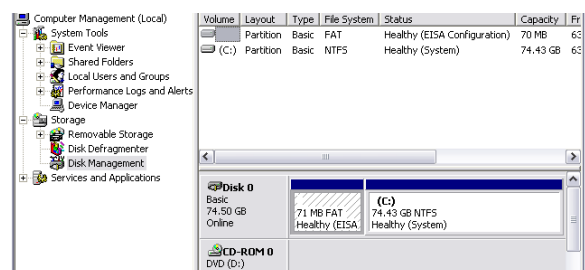 Computer Management (Local)
System Tools
Event Viewer
Shared Folders
Local Users and Groups
Performance Logs and Alerts
Device Manager
Storage
Removable Storage
Disk Defragmenter
Disk Management
Services and Applications
Volume Layout Type File System Status Capacity Fr
Partition Basic FAT Healthy (EISA Configuration) 70 MB 63
(C:) Partition Basic NTFS Healthy (System) 74.43 GB 63
Disk 0
Basic
74.50 GB
Online
71 MB FAT
Healthy (EISA
(C:)
74.43 GB NTFS
Healthy (System)
CD-ROM 0
DVD (D:)